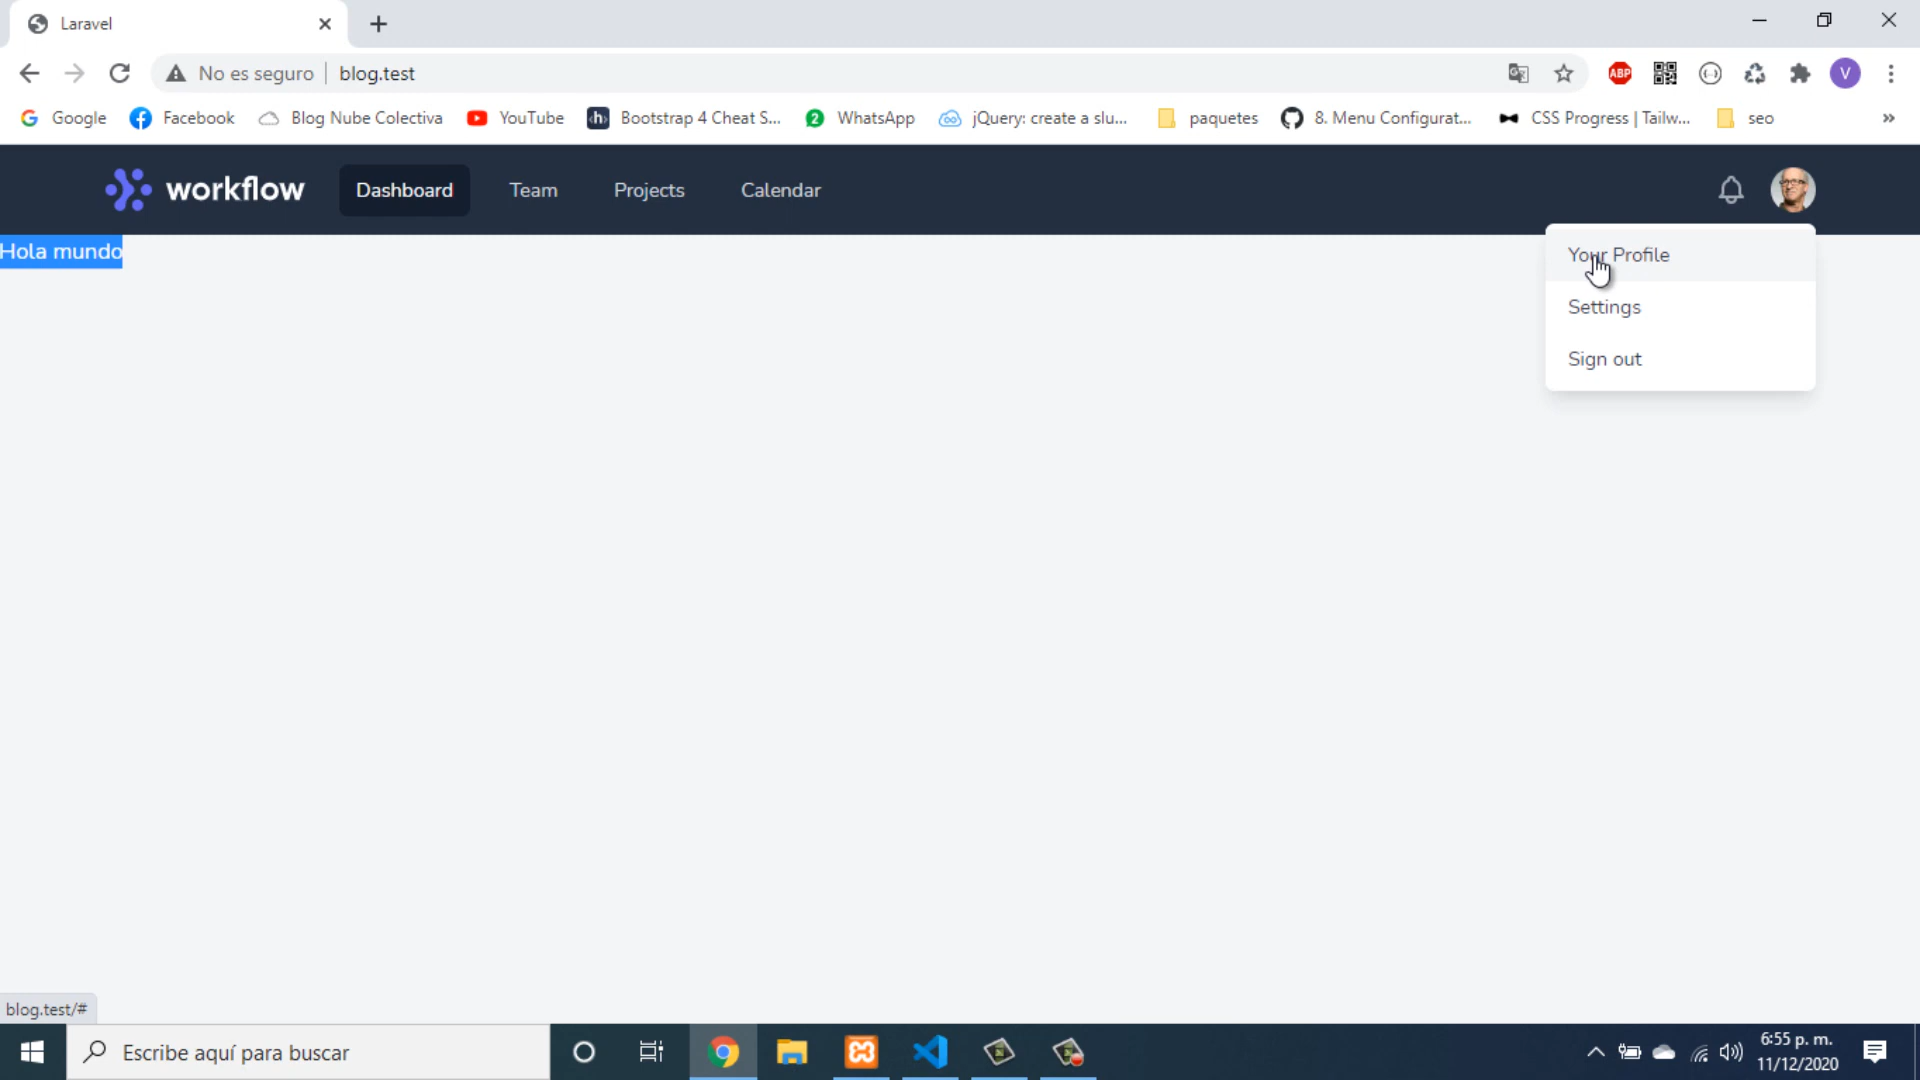 Laravel
No es seguro | blog.test
ABP
V
Google Facebook Blog Nube Colectiva YouTube Bootstrap 4 Cheat S... 2 WhatsApp jQuery: create a slu... paquetes 8. Menu Configurat... CSS Progress | Tailw... seo »
workflow Dashboard Team Projects Calendar
Hola mundo
Your Profile
Settings
Sign out
blog.test/#
Escribe aquí para buscar
6:55 p. m.
11/12/2020